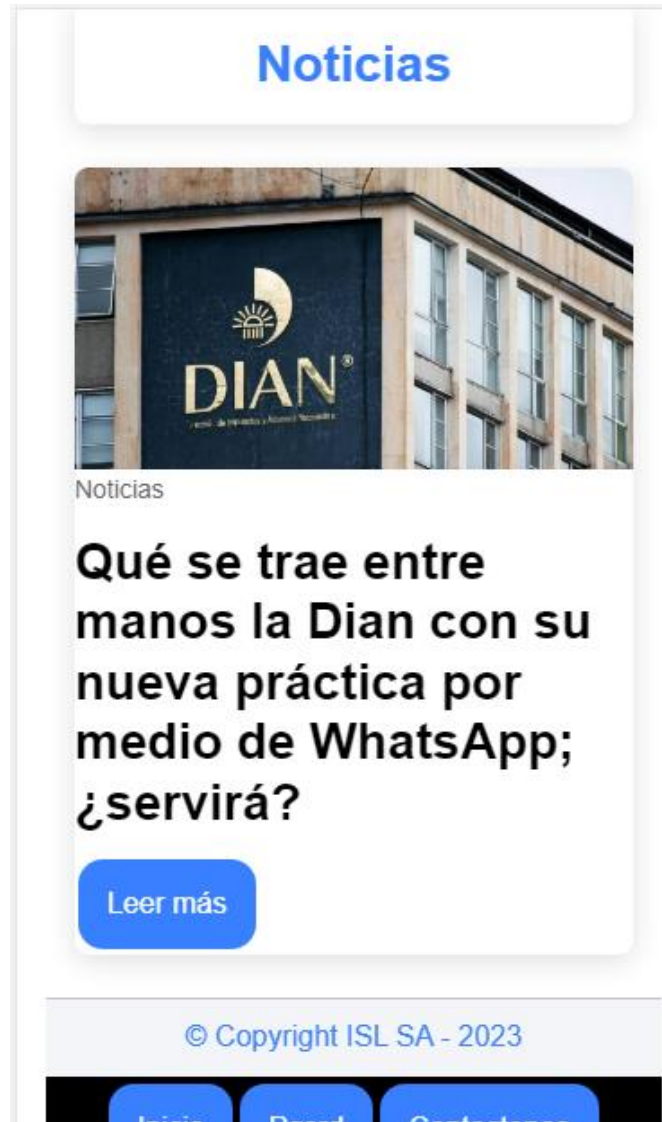 Noticias
DIAN®
Noticias
Qué se trae entre
manos la Dian con su
nueva práctica por
medio de WhatsApp;
¿servirá?
Leer más
© Copyright ISL SA - 2023
Inicio